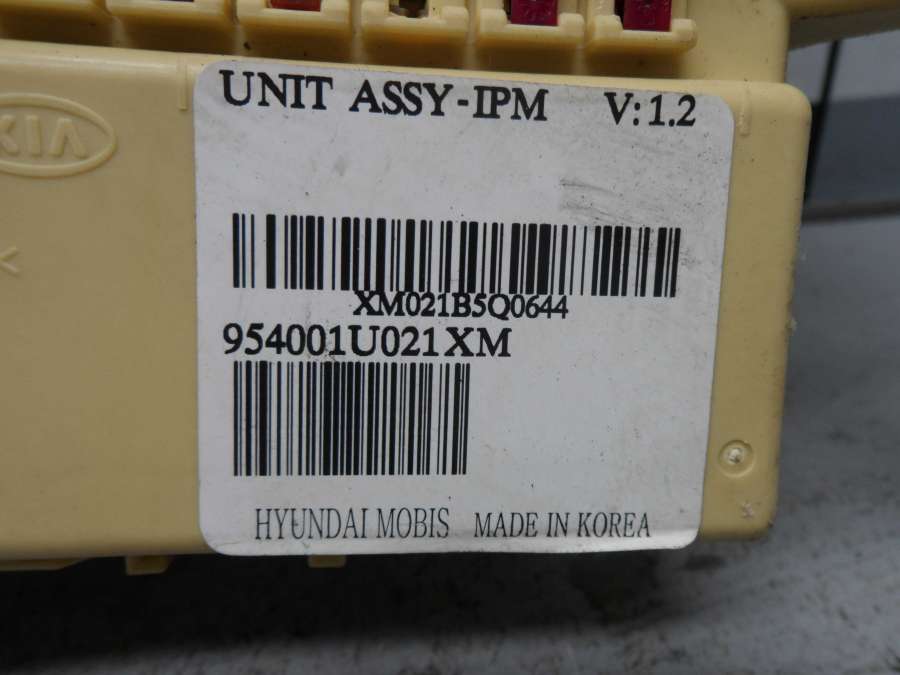 UNIT ASSY-IPM V:1.2
KIA
XM021B5Q0644
954001U021XM
HYUNDAI MOBIS MADE IN KOREA